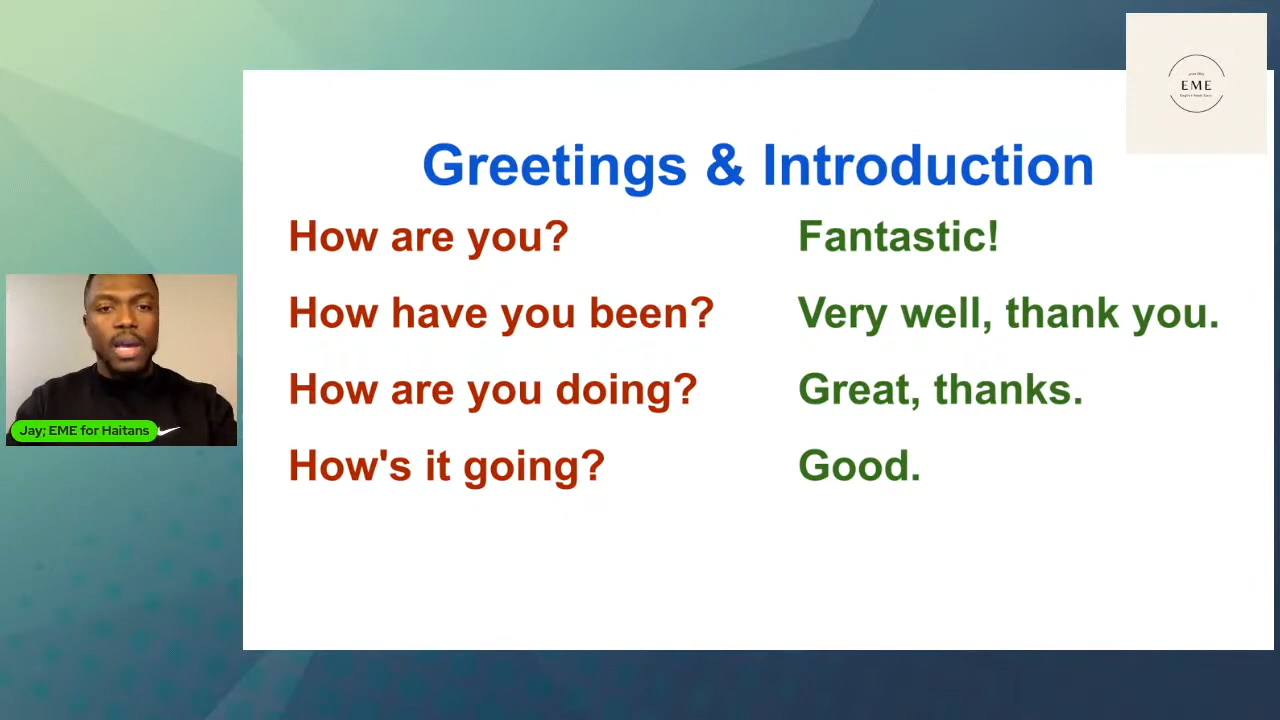 EME
Greetings & Introduction
How are you? Fantastic!
How have you been? Very well, thank you.
How are you doing? Great, thanks.
How's it going? Good.
Jay; EME for Haitans